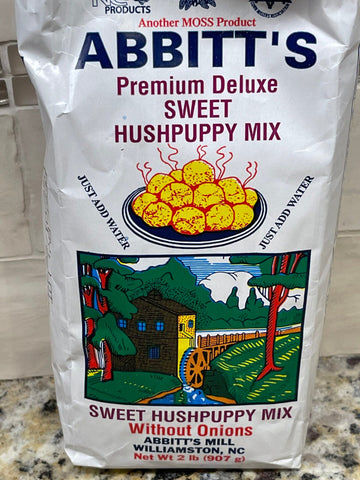 PRODUCTS
Another MOSS Product
ABBITT'S
Premium Deluxe
SWEET
HUSHPUPPY MIX
JUST ADD WATER
JUST ADD WATER
SWEET HUSHPUPPY MIX
Without Onions
ABBITT'S MILL
WILLIAMSTON, NC
Net Wt 2 lb (907 g)